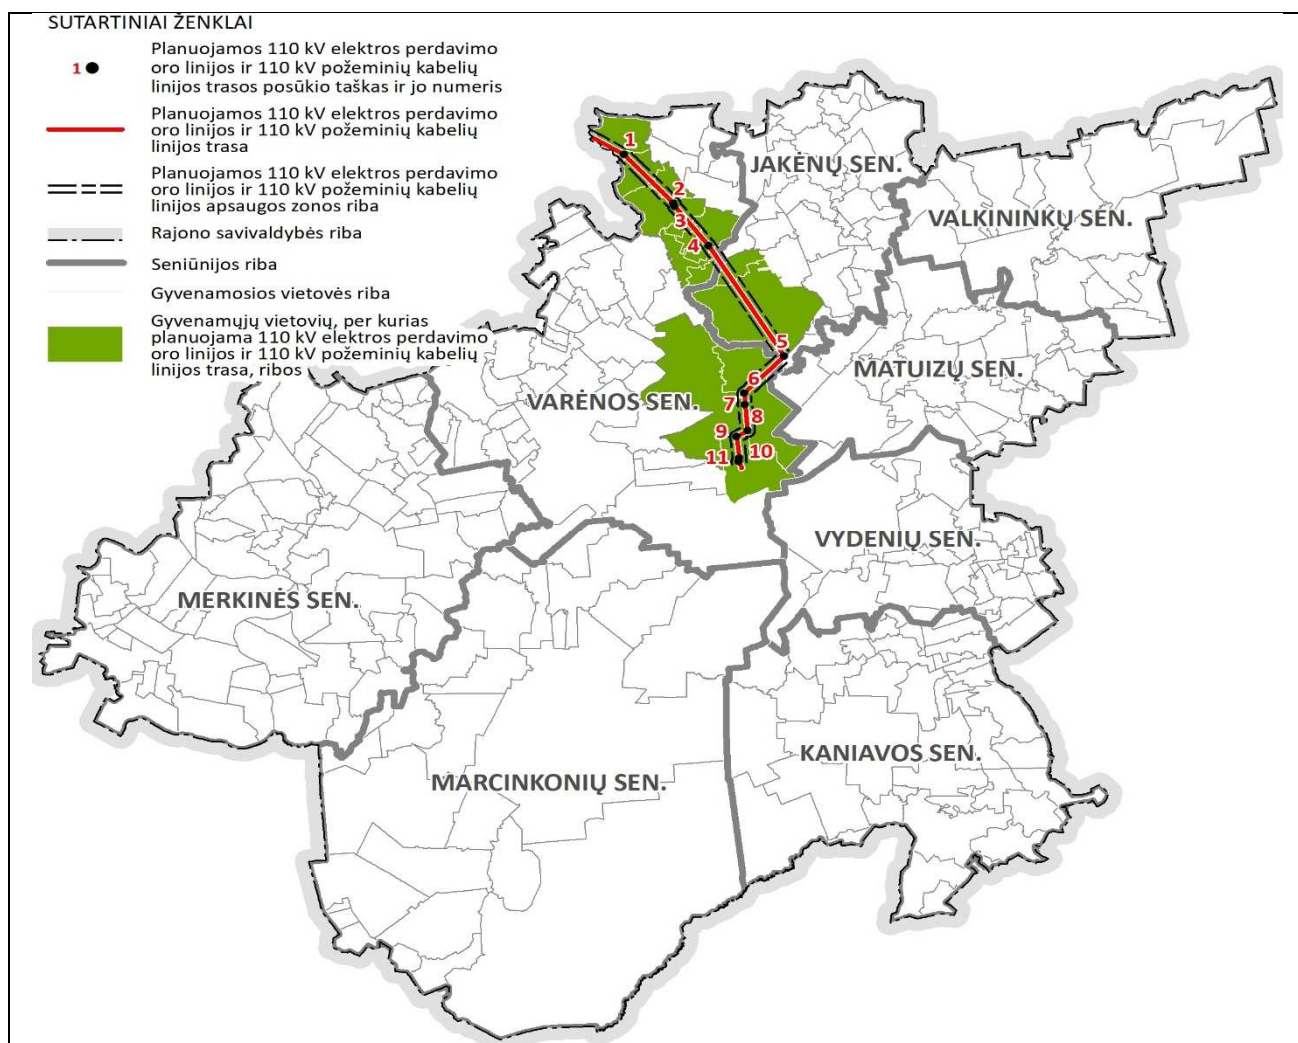 SUTARTINIAI ŽENKLAI
1
Planuojamos 110 kV elektros perdavimo
oro linijos ir 110 kV požeminių kabelių
linijos trasos posūkio taškas ir jo numeris
Planuojamos 110 kV elektros perdavimo
oro linijos ir 110 kV požeminių kabelių
linijos trasa
Planuojamos 110 kV elektros perdavimo
oro linijos ir 110 kV požeminių kabelių
linijos apsaugos zonos riba
Rajono savivaldybės riba
Seniūnijos riba
Gyvenamosios vietovės riba
Gyvenamųjų vietovių, per kurias
planuojama 110 kV elektros perdavimo
oro linijos ir 110 kV požeminių kabelių
linijos trasa, ribos
1
JAKĖNŲ SEN.
2
3
VALKININKŲ SEN.
4
5
MATUIZŲ SEN.
6
VARĖNOS SEN.
7
8
9
10
11
VYDENIŲ SEN.
MERKINĖS SEN.
KANIAVOS SEN.
MARCINKONIŲ SEN.